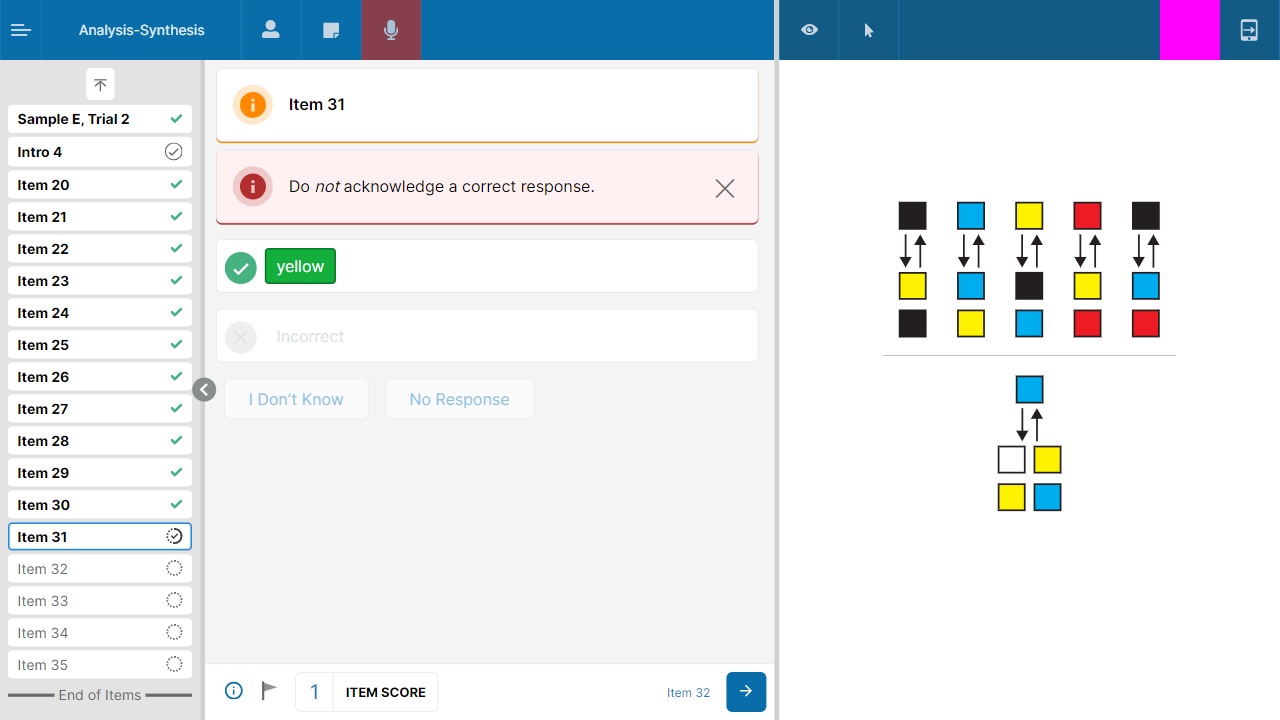 Analysis-Synthesis
Sample E, Trial 2
Intro 4
Item 20
Item 21
Item 22
Item 23
Item 24
Item 25
Item 26
Item 27
Item 28
Item 29
Item 30
Item 31
Item 32
Item 33
Item 34
Item 35
End of Items
Item 31
Do not acknowledge a correct response.
yellow
Incorrect
I Don't Know
No Response
1 ITEM SCORE
Item 32